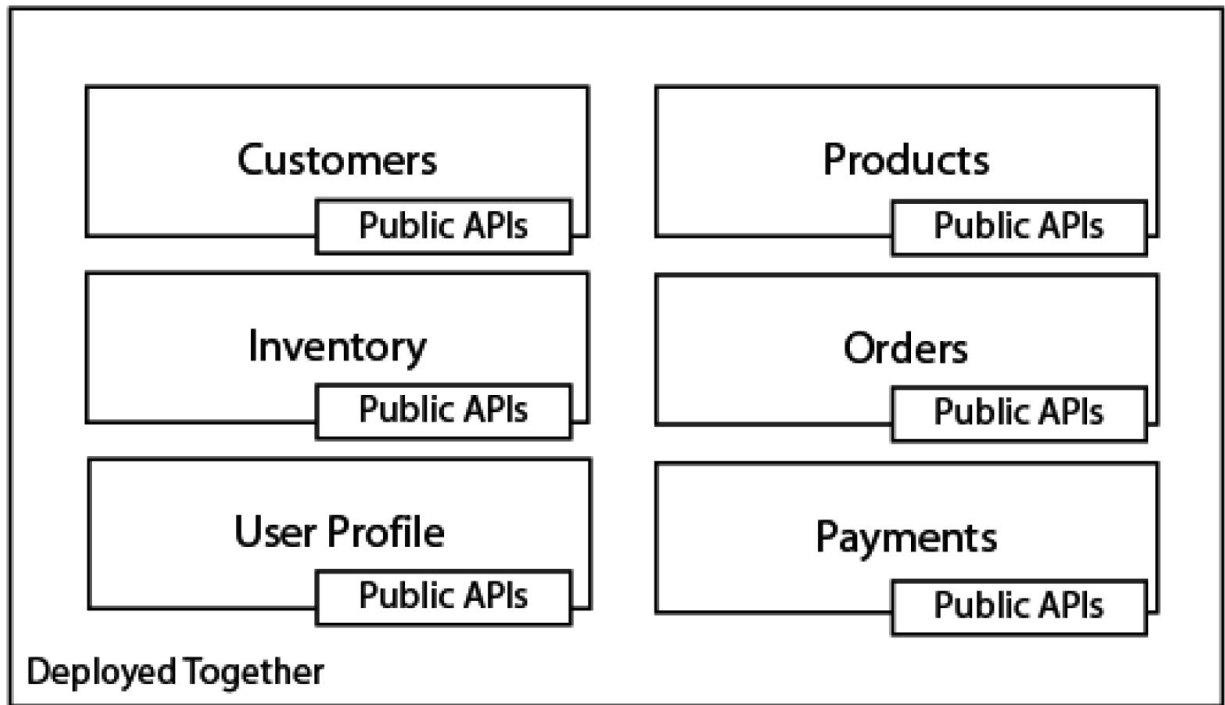 Customers
Public APIs
Products
Public APIs
Inventory
Public APIs
Orders
Public APIs
User Profile
Public APIs
Payments
Public APIs
Deployed Together